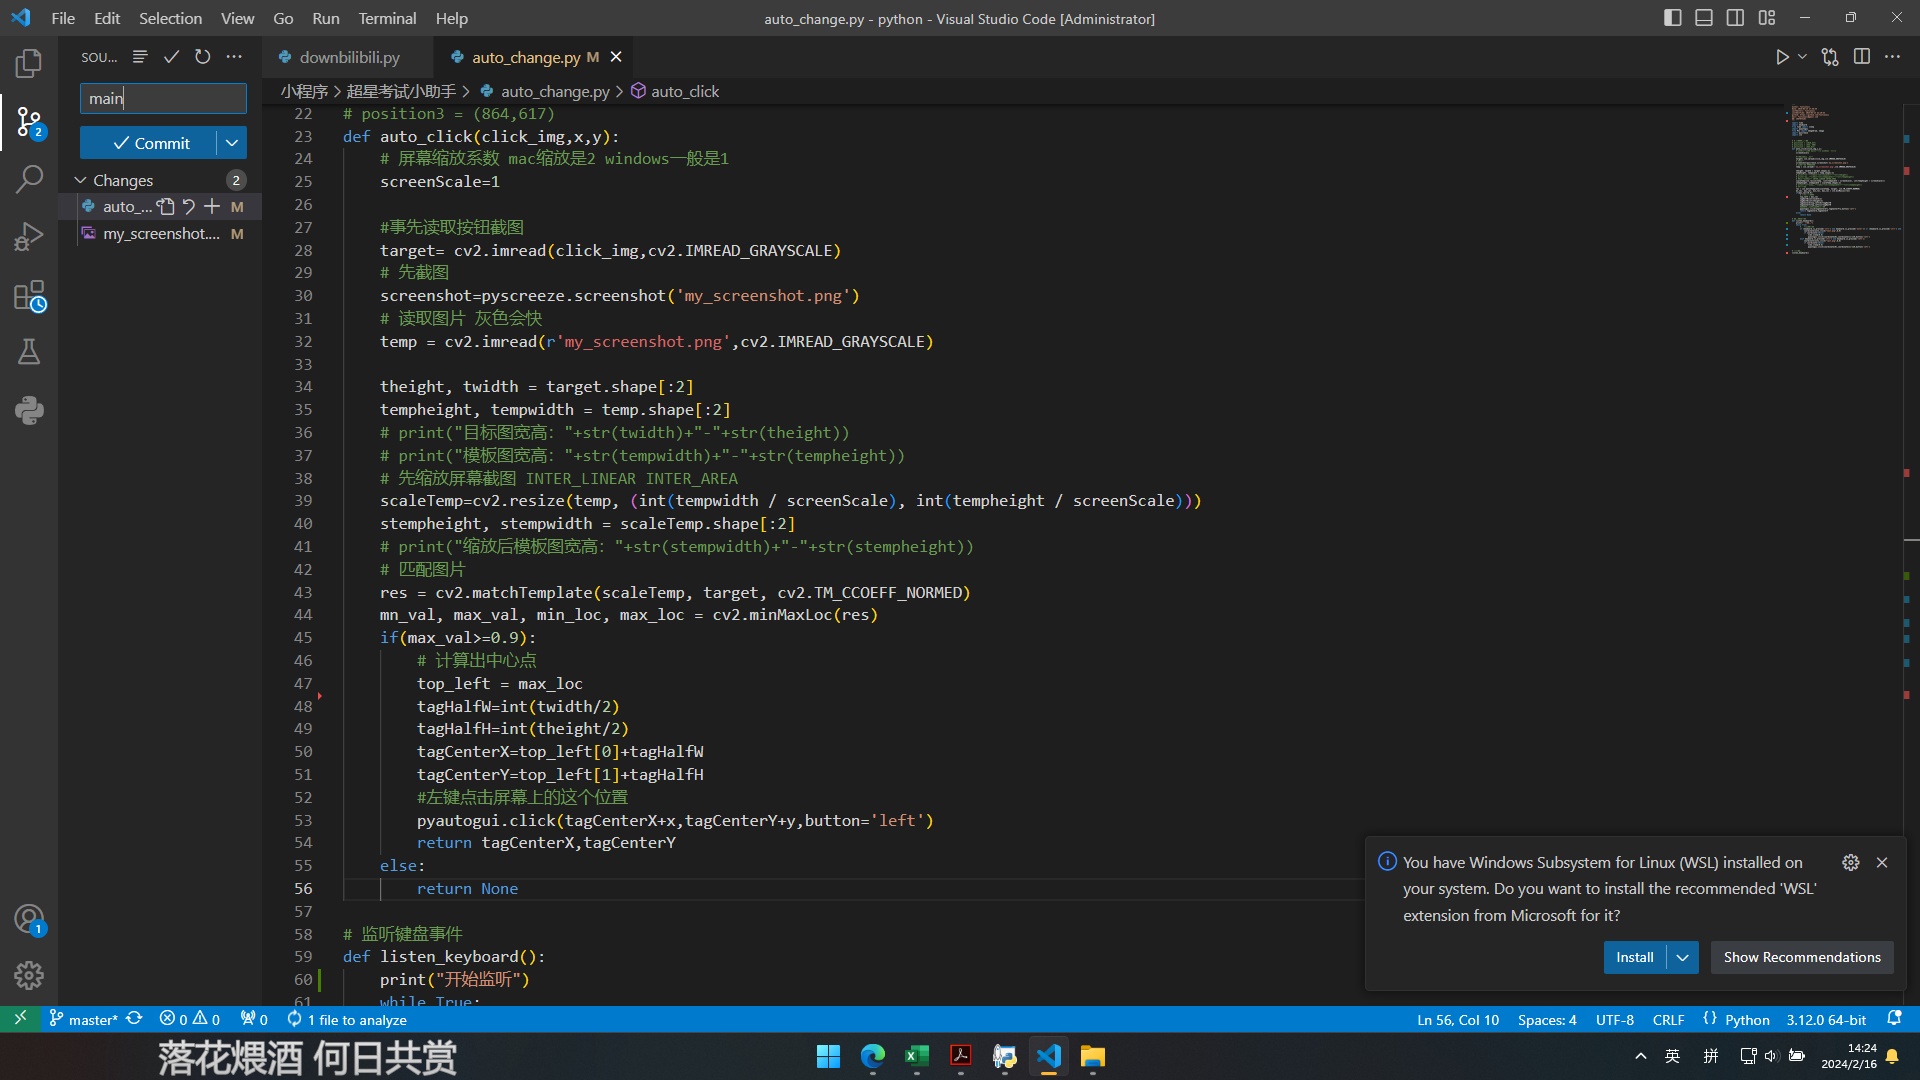 File Edit Selection View Go Run Terminal Help
auto_change.py - python - Visual Studio Code [Administrator]
SOU...
downbilibili.py
auto_change.py M
main
小程序 > 超星考试小助手 > auto_change.py > auto_click
Commit
Changes 2
auto_... M
my_screenshot.... M
2
1
22 # position3 = (864,617)
23 def auto_click(click_img,x,y):
24 # 屏幕缩放系数 mac缩放是2 windows一般是1
25 screenScale=1
26
27 #事先读取按钮截图
28 target= cv2.imread(click_img,cv2.IMREAD_GRAYSCALE)
29 # 先截图
30 screenshot=pyscreeze.screenshot('my_screenshot.png')
31 # 读取图片 灰色会快
32 temp = cv2.imread(r'my_screenshot.png',cv2.IMREAD_GRAYSCALE)
33
34 theight, twidth = target.shape[:2]
35 tempheight, tempwidth = temp.shape[:2]
36 # print("目标图宽高: "+str(twidth)+"-"+str(theight))
37 # print("模板图宽高: "+str(tempwidth)+"-"+str(tempheight))
38 # 先缩放屏幕截图 INTER_LINEAR INTER_AREA
39 scaleTemp=cv2.resize(temp, (int(tempwidth / screenScale), int(tempheight / screenScale)))
40 stempheight, stempwidth = scaleTemp.shape[:2]
41 # print("缩放后模板图宽高: "+str(stempwidth)+"-"+str(stempheight))
42 # 匹配图片
43 res = cv2.matchTemplate(scaleTemp, target, cv2.TM_CCOEFF_NORMED)
44 mn_val, max_val, min_loc, max_loc = cv2.minMaxLoc(res)
45 if(max_val>=0.9):
46 # 计算出中心点
47 top_left = max_loc
48 tagHalfW=int(twidth/2)
49 tagHalfH=int(theight/2)
50 tagCenterX=top_left[0]+tagHalfW
51 tagCenterY=top_left[1]+tagHalfH
52 #左键点击屏幕上的这个位置
53 pyautogui.click(tagCenterX+x,tagCenterY+y,button='left')
54 return tagCenterX,tagCenterY
55 else:
56 return None
57
58 # 监听键盘事件
59 def listen_keyboard():
60 print("开始监听")
61 while True:
You have Windows Subsystem for Linux (WSL) installed on
your system. Do you want to install the recommended 'WSL'
extension from Microsoft for it?
Install
Show Recommendations
master* 0 0 0 1 file to analyze
Ln 56, Col 10 Spaces: 4 UTF-8 CRLF {} Python 3.12.0 64-bit
落花煨酒 何日共赏
英 拼
14:24
2024/2/16